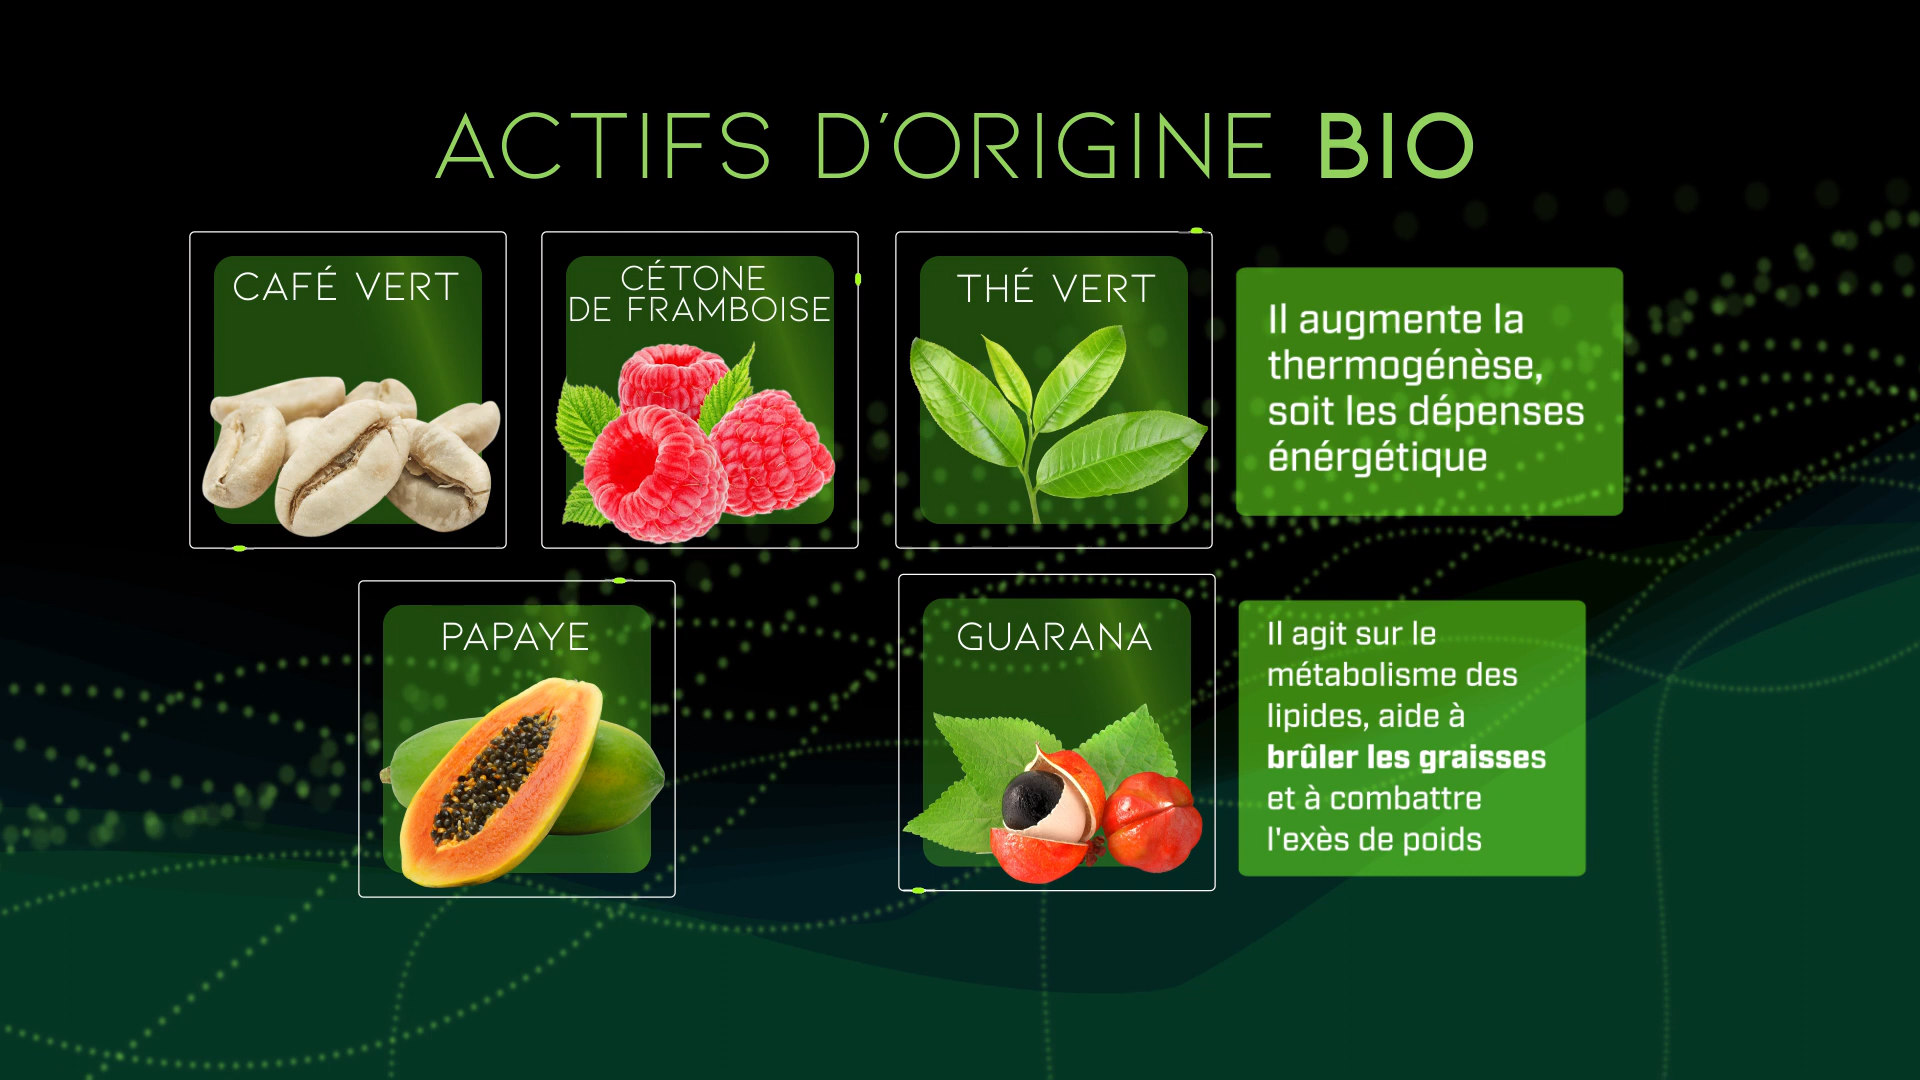 ACTIFS D'ORIGINE BIO
CAFÉ VERT
CÉTONE
DE FRAMBOISE
THÉ VERT
Il augmente la
thermogénèse,
soit les dépenses
énérgétique
PAPAYE
GUARANA
Il agit sur le
métabolisme des
lipides, aide à
brûler les graisses
et à combattre
l'exès de poids